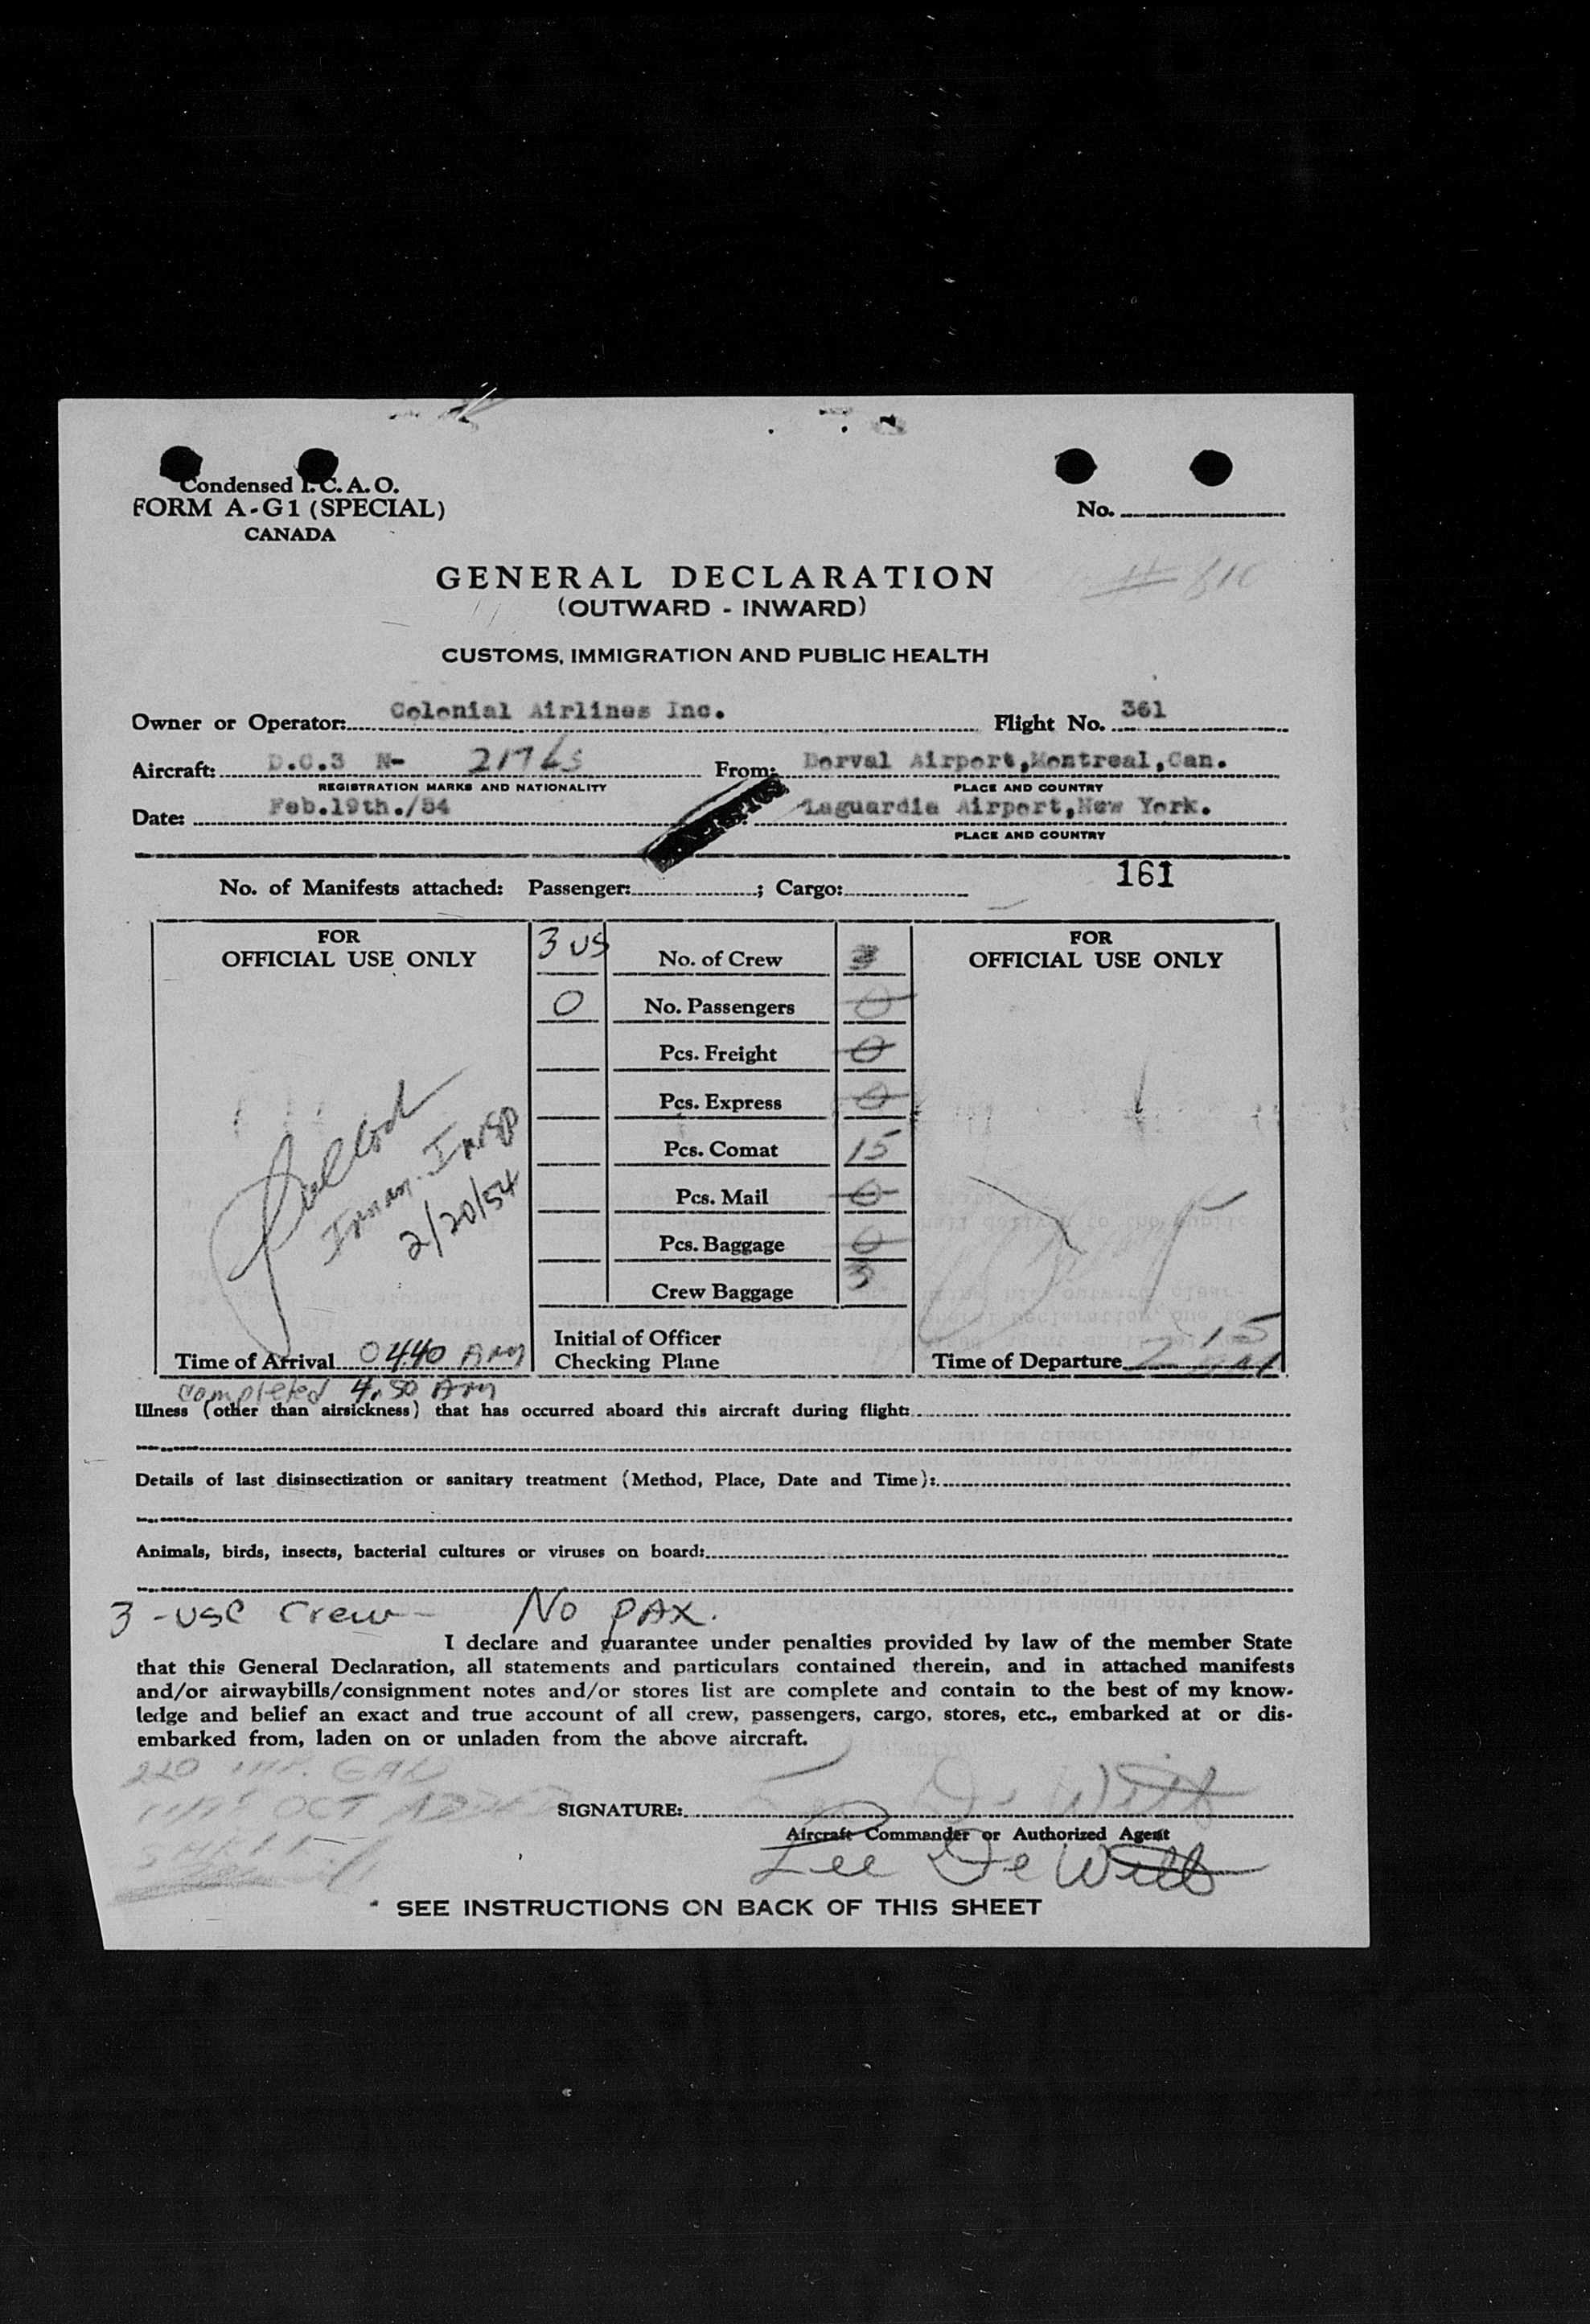 Condensed I.C.A.O.
FORM A-G1 (SPECIAL)
CANADA
No.
GENERAL DECLARATION
(OUTWARD - INWARD)
CUSTOMS, IMMIGRATION AND PUBLIC HEALTH
Owner or Operator: Colonial Airlines Inc. Flight No. 361
Aircraft: D.C.3 N- From: Dorval Airport,Montreal,Can.
REGISTRATION MARKS AND NATIONALITY PLACE AND COUNTRY
Date: Feb.19th./54 Laguardia Airport,New York.
PLACE AND COUNTRY
161
No. of Manifests attached: Passenger: ; Cargo:
FOR OFFICIAL USE ONLY
3 US No. of Crew 3
0 No. Passengers 0
Pcs. Freight 0
Pcs. Express 0
Pcs. Comat 15
Pcs. Mail 0
Pcs. Baggage 0
Crew Baggage 3
Immn. Insp
2/20/54
FOR OFFICIAL USE ONLY
Time of Arrival 0440 AM
Initial of Officer
Checking Plane
Time of Departure 2 15
Completed 4.50 AM
Illness (other than airsickness) that has occurred aboard this aircraft during flight:
Details of last disinsectization or sanitary treatment (Method, Place, Date and Time):
Animals, birds, insects, bacterial cultures or viruses on board:
3 - USC Crew - No PAX.
I declare and guarantee under penalties provided by law of the member State
that this General Declaration, all statements and particulars contained therein, and in attached manifests
and/or airwaybills/consignment notes and/or stores list are complete and contain to the best of my know-
ledge and belief an exact and true account of all crew, passengers, cargo, stores, etc., embarked at or dis-
embarked from, laden on or unladen from the above aircraft.
SIGNATURE: De Witt
Aircraft Commander or Authorized Agent
Lee De Witt
SEE INSTRUCTIONS ON BACK OF THIS SHEET